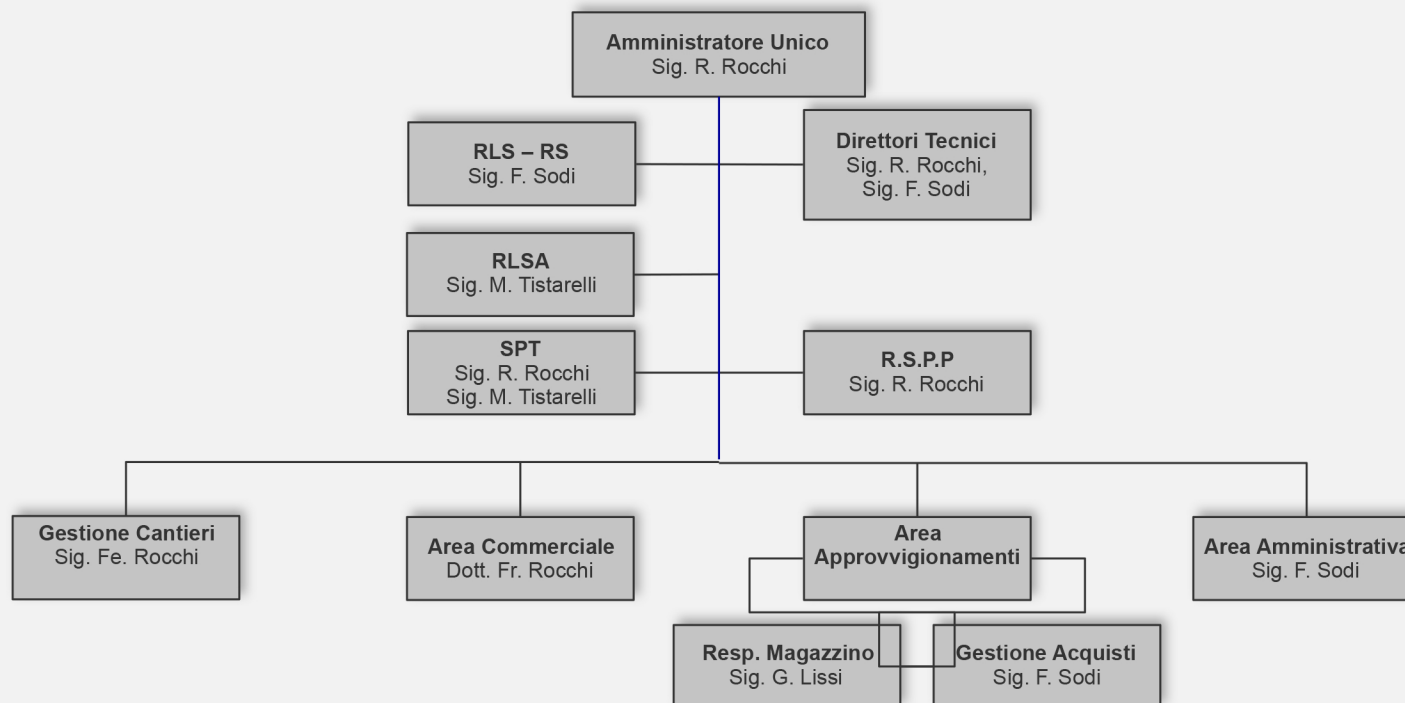 Amministratore Unico
Sig. R. Rocchi
RLS – RS
Sig. F. Sodi
Direttori Tecnici
Sig. R. Rocchi,
Sig. F. Sodi
RLSA
Sig. M. Tistarelli
SPT
Sig. R. Rocchi
Sig. M. Tistarelli
R.S.P.P
Sig. R. Rocchi
Gestione Cantieri
Sig. Fe. Rocchi
Area Commerciale
Dott. Fr. Rocchi
Area
Approvvigionamenti
Area Amministrativa
Sig. F. Sodi
Resp. Magazzino
Sig. G. Lissi
Gestione Acquisti
Sig. F. Sodi